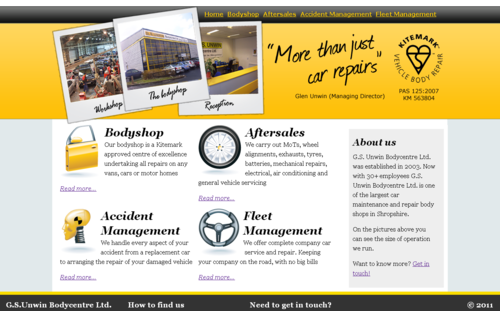 Home Bodyshop Aftersales Accident Management Fleet Management
"More than just
car repairs"
Glen Unwin (Managing Director)
KITEMARK
VEHICLE BODY REPAIR
PAS 125:2007
KM 563804
Workshop
The bodyshop
Reception
Bodyshop
Our bodyshop is a Kitemark
approved centre of excellence
undertaking all repairs on any
vans, cars or motor homes
Read more...
Aftersales
We carry out MoTs, wheel
alignments, exhausts, tyres,
batteries, mechanical repairs,
electrical, air conditioning and
general vehicle servicing
Read more...
Accident
Management
We handle every aspect of your
accident from a replacement car
to arranging the repair of your damaged vehicle
Read more...
Fleet
Management
We offer complete company car
service and repair. Keeping
your company on the road, with no big bills
Read more...
About us
G.S. Unwin Bodycentre Ltd.
was established in 2003. Now
with 30+ employees G.S.
Unwin Bodycentre Ltd. is one
of the largest car
maintenance and repair body
shops in Shropshire.
On the pictures above you
can see the size of operation
we run.
Want to know more? Get in
touch!
G.S.Unwin Bodycentre Ltd. How to find us Need to get in touch? © 2011